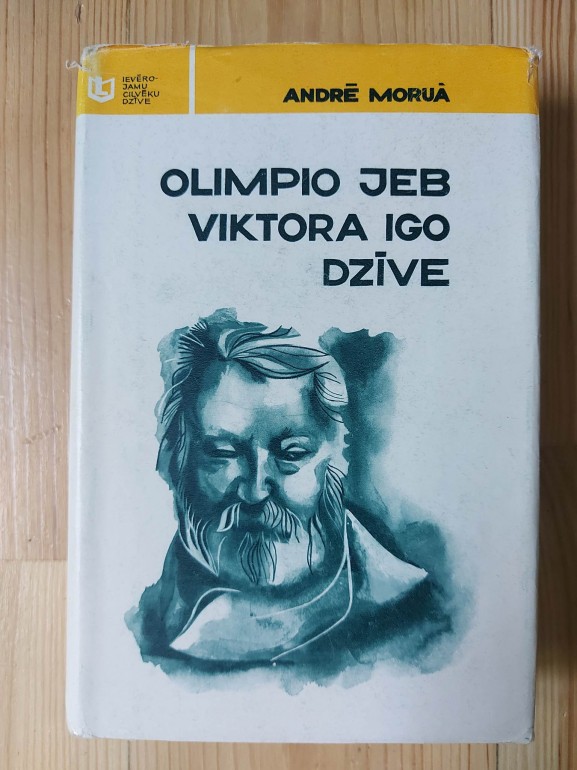 IEVĒRO-
JAMU
CILVĒKU
DZĪVE
ANDRĒ MORUĀ
OLIMPIO JEB
VIKTORA IGO
DZĪVE